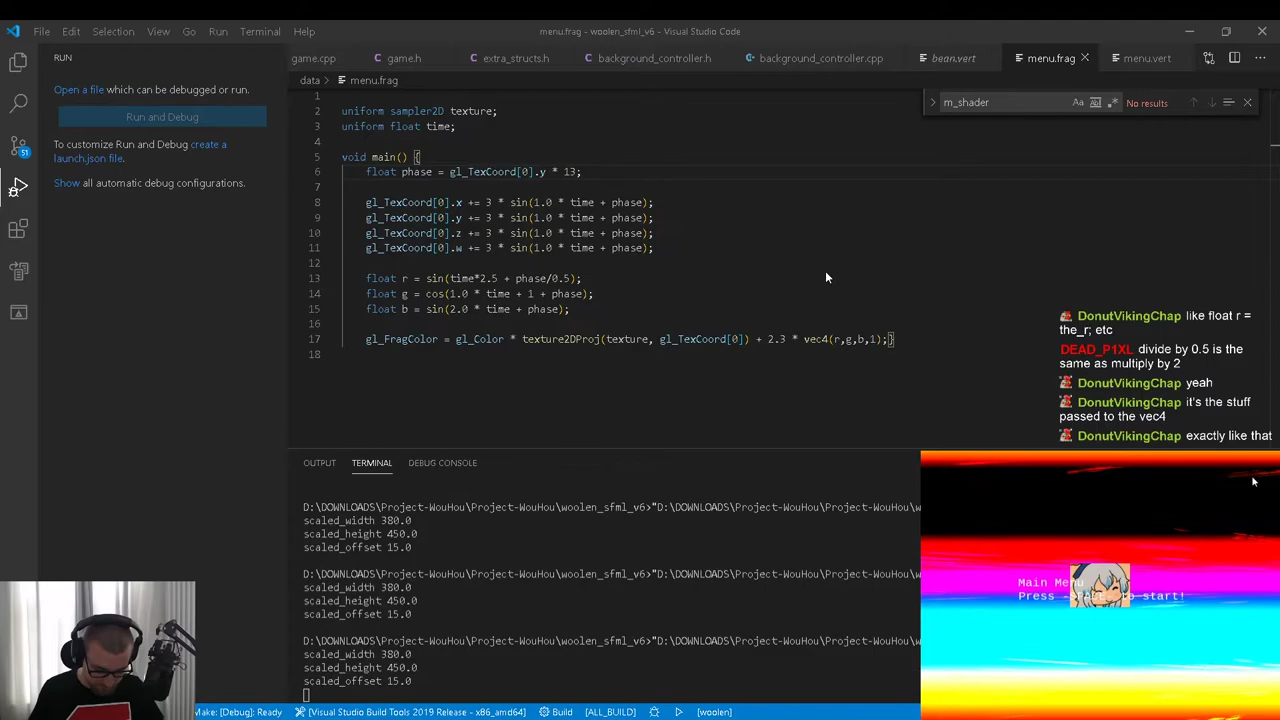 File Edit Selection View Go Run Terminal Help
menu.frag - woolen_sfml_v6 - Visual Studio Code
RUN
game.cpp game.h extra_structs.h background_controller.h background_controller.cpp bean.vert menu.frag menu.vert
data > menu.frag
Open a file which can be debugged or run.
Run and Debug
To customize Run and Debug create a
launch.json file.
Show all automatic debug configurations.
51
m_shader
Aa
No results
1
2 uniform sampler2D texture;
3 uniform float time;
4
5 void main() {
6 float phase = gl_TexCoord[0].y * 13;
7
8 gl_TexCoord[0].x += 3 * sin(1.0 * time + phase);
9 gl_TexCoord[0].y += 3 * sin(1.0 * time + phase);
10 gl_TexCoord[0].z += 3 * sin(1.0 * time + phase);
11 gl_TexCoord[0].w += 3 * sin(1.0 * time + phase);
12
13 float r = sin(time*2.5 + phase/0.5);
14 float g = cos(1.0 * time + 1 + phase);
15 float b = sin(2.0 * time + phase);
16
17 gl_FragColor = gl_Color * texture2DProj(texture, gl_TexCoord[0]) + 2.3 * vec4(r,g,b,1);}
18
DonutVikingChap like float r =
the_r; etc
DEAD_P1XL divide by 0.5 is the
same as multiply by 2
DonutVikingChap yeah
DonutVikingChap it's the stuff
passed to the vec4
DonutVikingChap exactly like that
OUTPUT TERMINAL DEBUG CONSOLE
D:\DOWNLOADS\Project-WouHou\Project-WouHou\woolen_sfml_v6>"D:\DOWNLOADS\Project-WouHou\Project-WouHou\w
scaled_width 380.0
scaled_height 450.0
scaled_offset 15.0
D:\DOWNLOADS\Project-WouHou\Project-WouHou\woolen_sfml_v6>"D:\DOWNLOADS\Project-WouHou\Project-WouHou\w
scaled_width 380.0
scaled_height 450.0
scaled_offset 15.0
D:\DOWNLOADS\Project-WouHou\Project-WouHou\woolen_sfml_v6>"D:\DOWNLOADS\Project-WouHou\Project-WouHou\w
scaled_width 380.0
scaled_height 450.0
scaled_offset 15.0
Main Menu
Press to start!
Make: [Debug]: Ready [Visual Studio Build Tools 2019 Release - x86_amd64] Build [ALL_BUILD] [woolen]